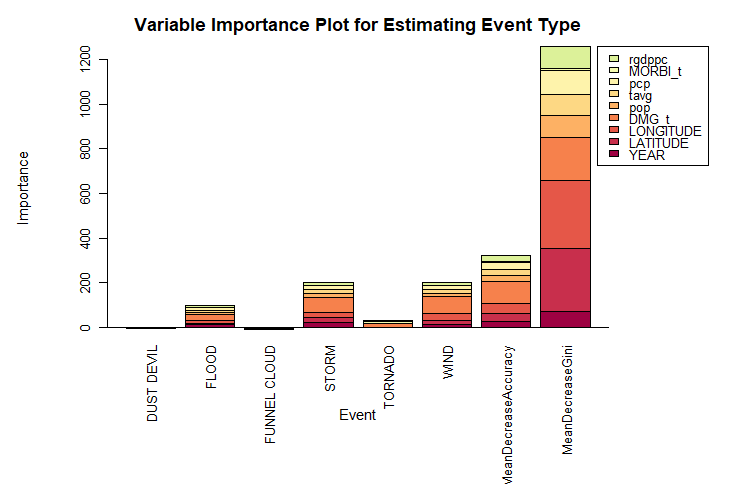 Variable Importance Plot for Estimating Event Type
Importance
1200
1000
800
600
400
200
0
rgdppc
MORBI_t
pcp
tavg
pop
DMG_t
LONGITUDE
LATITUDE
YEAR
DUST DEVIL
FLOOD
FUNNEL CLOUD
STORM
TORNADO
WIND
MeanDecreaseAccuracy
MeanDecreaseGini
Event